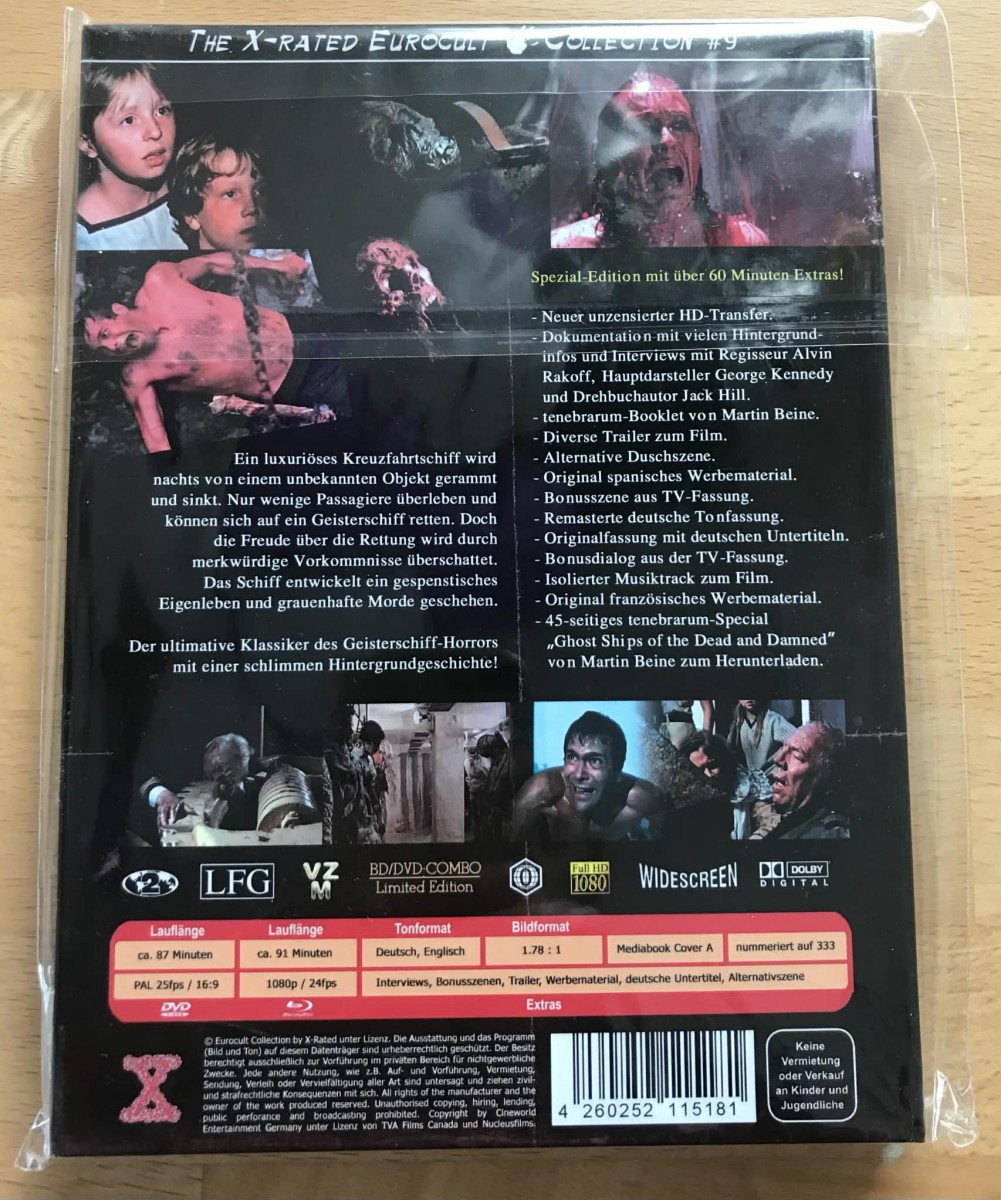 THE X-RATED EUROCULT COLLECTION #9
Spezial-Edition mit über 60 Minuten Extras!
- Neuer unzensierter HD-Transfer.
- Dokumentation mit vielen Hintergrund-
infos und Interviews mit Regisseur Alvin
Rakoff, Hauptdarsteller George Kennedy
und Drehbuchautor Jack Hill.
- tenebrarum-Booklet von Martin Beine.
- Diverse Trailer zum Film.
- Alternative Duschszene.
- Original spanisches Werbematerial.
- Bonusszene aus TV-Fassung.
- Remasterte deutsche Tonfassung.
- Originalfassung mit deutschen Untertiteln.
- Bonusdialog aus der TV-Fassung.
- Isolierter Musiktrack zum Film.
- Original französisches Werbematerial.
- 45-seitiges tenebrarum-Special
„Ghost Ships of the Dead and Damned"
von Martin Beine zum Herunterladen.
Ein luxuriöses Kreuzfahrtschiff wird
nachts von einem unbekannten Objekt gerammt
und sinkt. Nur wenige Passagiere überleben und
können sich auf ein Geisterschiff retten. Doch
die Freude über die Rettung wird durch
merkwürdige Vorkommnisse überschattet.
Das Schiff entwickelt ein gespenstisches
Eigenleben und grauenhafte Morde geschehen.
Der ultimative Klassiker des Geisterschiff-Horrors
mit einer schlimmen Hintergrundgeschichte!
2
LFG
VZ
M
BD/DVD-COMBO
Limited Edition
0
Full HD
1080
WIDESCREEN
DOLBY
DIGITAL
Lauflänge
Lauflänge
Tonformat
Bildformat
ca. 87 Minuten
ca. 91 Minuten
Deutsch, Englisch
1.78 : 1
Mediabook Cover A
nummeriert auf 333
PAL 25fps / 16:9
1080p / 24fps
Interviews, Bonusszenen, Trailer, Werbematerial, deutsche Untertitel, Alternativszene
DVD
Blu-ray
Extras
X
© Eurocult Collection by X-Rated unter Lizenz. Die Ausstattung und das Programm
(Bild und Ton) auf diesem Datenträger sind urheberrechtlich geschützt. Der Besitz
berechtigt ausschließlich zur Vorführung im privaten Bereich für nichtgewerbliche
Zwecke. Jede andere Nutzung, wie z.B. Auf- und Vorführung, Vermietung,
Sendung, Verleih oder Vervielfältigung aller Art sind untersagt und ziehen zivil-
und strafrechtliche Konsequenzen mit sich. All rights of the manufacturer and the
owner of the work produced reserved. Unauthorised copying, hiring, lending,
public perforance and broadcasting prohibited. Copyright by Cineworld
Entertainment Germany unter Lizenz von TVA Films Canada und Nucleusfilms.
4 260252 115181
Keine
Vermietung
oder Verkauf
an Kinder und
Jugendliche